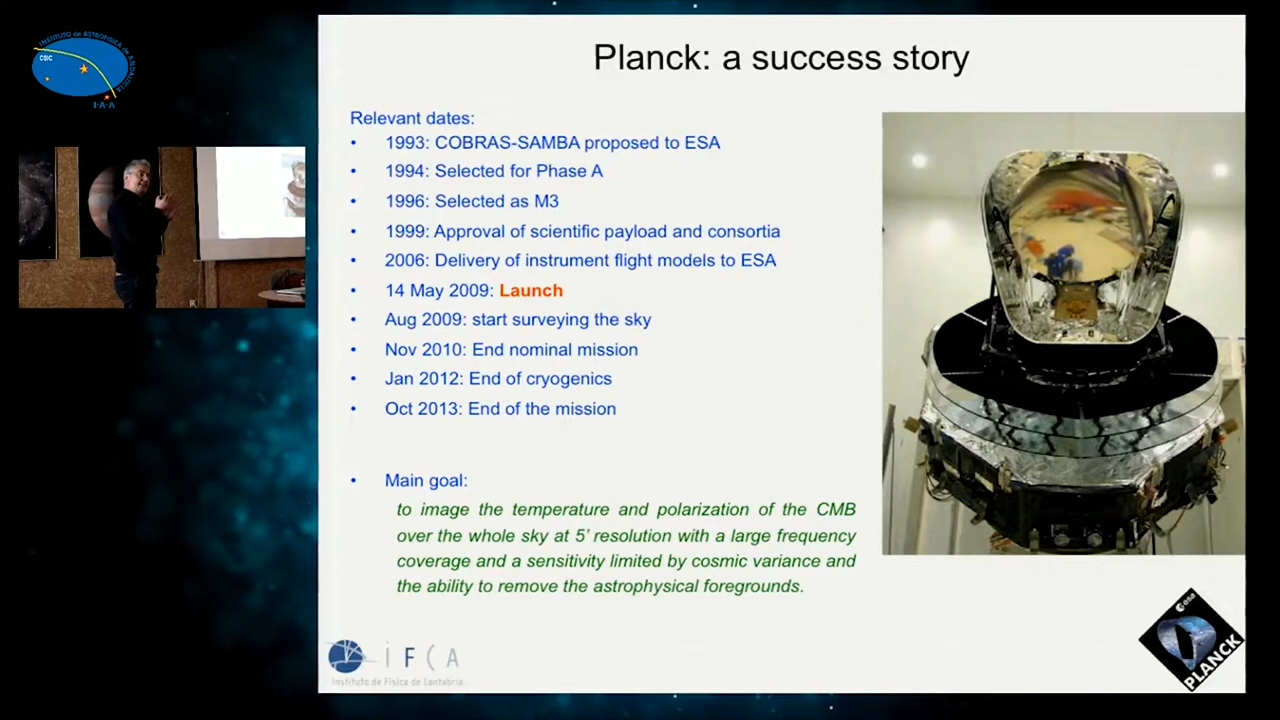 INSTITUTO de ASTROFÍSICA de ANDALUCÍA
CSIC
I·A·A
Planck: a success story
Relevant dates:
• 1993: COBRAS-SAMBA proposed to ESA
• 1994: Selected for Phase A
• 1996: Selected as M3
• 1999: Approval of scientific payload and consortia
• 2006: Delivery of instrument flight models to ESA
• 14 May 2009: Launch
• Aug 2009: start surveying the sky
• Nov 2010: End nominal mission
• Jan 2012: End of cryogenics
• Oct 2013: End of the mission
• Main goal:
to image the temperature and polarization of the CMB
over the whole sky at 5’ resolution with a large frequency
coverage and a sensitivity limited by cosmic variance and
the ability to remove the astrophysical foregrounds.
iFCA
Instituto de Física de Cantabria
esa
PLANCK